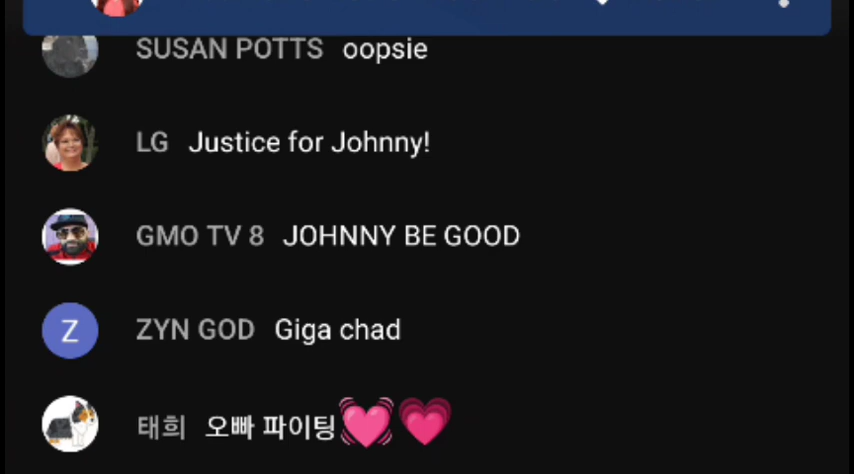 SUSAN POTTS oopsie
LG Justice for Johnny!
GMO TV 8 JOHNNY BE GOOD
Z ZYN GOD Giga chad
태희 오빠 파이팅💓💗